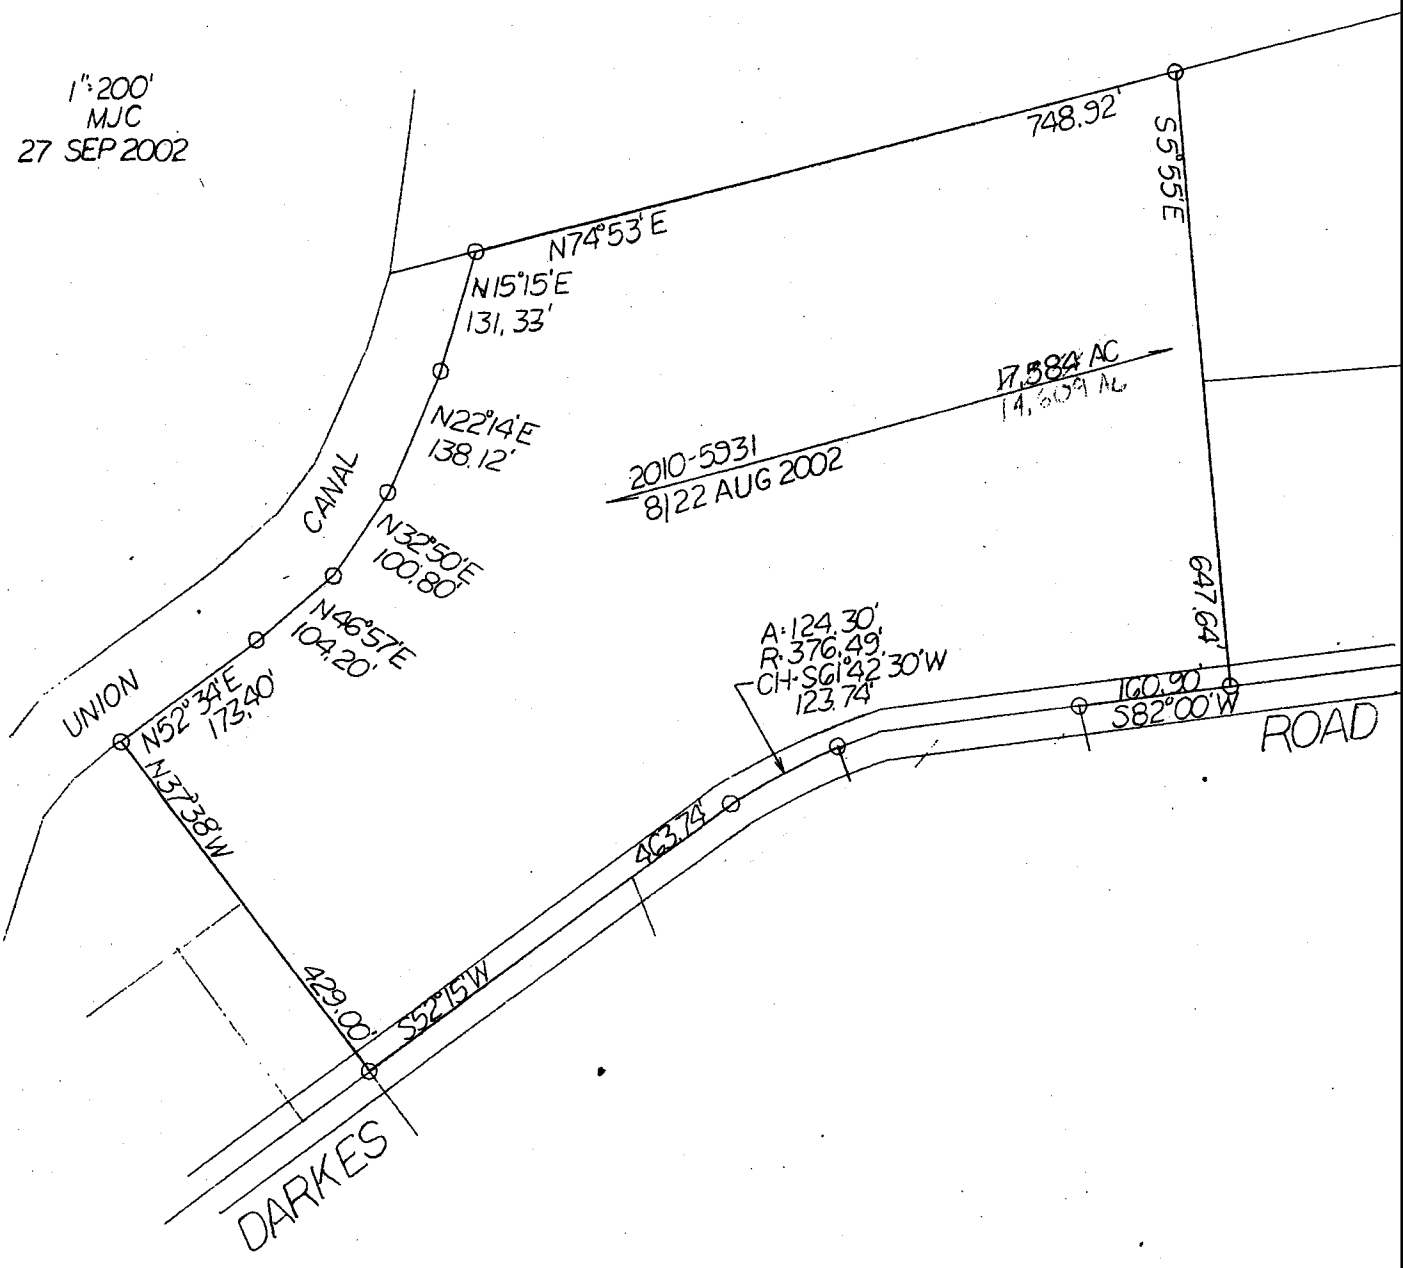 1":200'
MJC
27 SEP 2002
748.92'
S5°55'E
N74°53'E
N15°15'E
131.33'
N22°14'E
138.12'
17.584 AC
14.609 AC
2010-5931
8|22 AUG 2002
CANAL
N32°50'E
100.80'
N46°57'E
104.20'
647.64'
A:124.30'
R:376.49'
CH:S61°42'30"W
123.74'
UNION
N52°34'E
173.40'
160.90'
S82°00'W
ROAD
N37°38'W
463.74'
429.00'
S52°15'W
DARKES